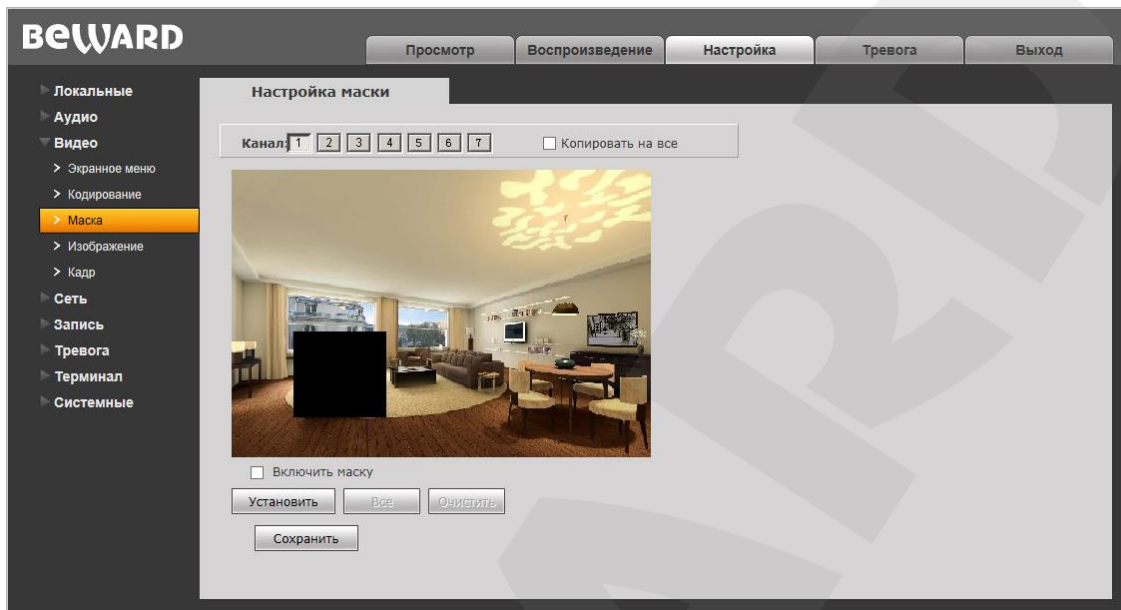 BEWARD
Просмотр Воспроизведение Настройка Тревога Выход
Локальные
Аудио
Видео
> Экранное меню
> Кодирование
> Маска
> Изображение
> Кадр
Сеть
Запись
Тревога
Терминал
Системные
Настройка маски
Канал: 1 2 3 4 5 6 7 Копировать на все
Включить маску
Установить Все Очистить
Сохранить